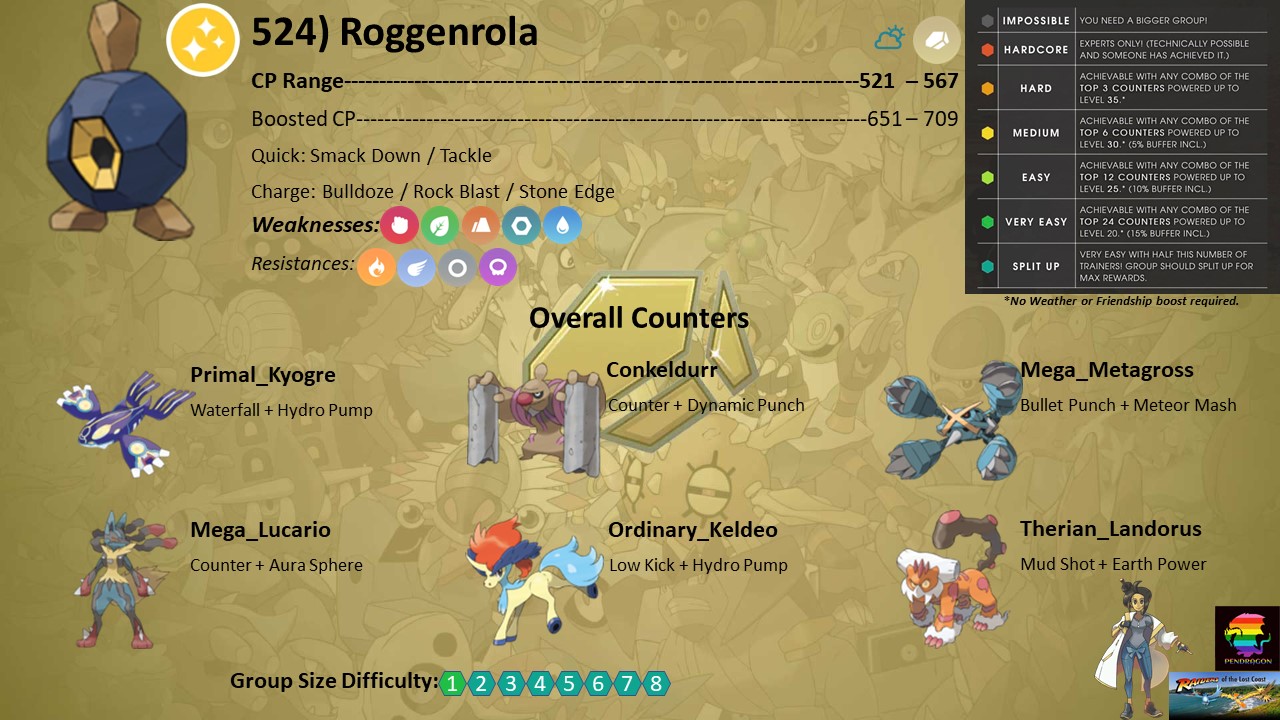 524) Roggenrola
CP Range-----------------------------------------------------------------------------521 – 567
Boosted CP-----------------------------------------------------------------------------651 – 709
Quick: Smack Down / Tackle
Charge: Bulldoze / Rock Blast / Stone Edge
Weaknesses:
Resistances:
IMPOSSIBLE YOU NEED A BIGGER GROUP!
HARDCORE EXPERTS ONLY! (TECHNICALLY POSSIBLE
AND SOMEONE HAS ACHIEVED IT.)
HARD ACHIEVABLE WITH ANY COMBO OF THE
TOP 3 COUNTERS POWERED UP TO
LEVEL 35.*
MEDIUM ACHIEVABLE WITH ANY COMBO OF THE
TOP 6 COUNTERS POWERED UP TO
LEVEL 30.* (5% BUFFER INCL.)
EASY ACHIEVABLE WITH ANY COMBO OF THE
TOP 12 COUNTERS POWERED UP TO
LEVEL 25.* (10% BUFFER INCL.)
VERY EASY ACHIEVABLE WITH ANY COMBO OF THE
TOP 24 COUNTERS POWERED UP TO
LEVEL 20.* (15% BUFFER INCL.)
SPLIT UP VERY EASY WITH HALF THIS NUMBER OF
TRAINERS! GROUP SHOULD SPLIT UP FOR
MAX REWARDS.
*No Weather or Friendship boost required.
Overall Counters
Primal_Kyogre
Waterfall + Hydro Pump
Conkeldurr
Counter + Dynamic Punch
Mega_Metagross
Bullet Punch + Meteor Mash
Mega_Lucario
Counter + Aura Sphere
Ordinary_Keldeo
Low Kick + Hydro Pump
Therian_Landorus
Mud Shot + Earth Power
Group Size Difficulty: 1 2 3 4 5 6 7 8
PENDRAGON
RAIDERS of the Lost Coast